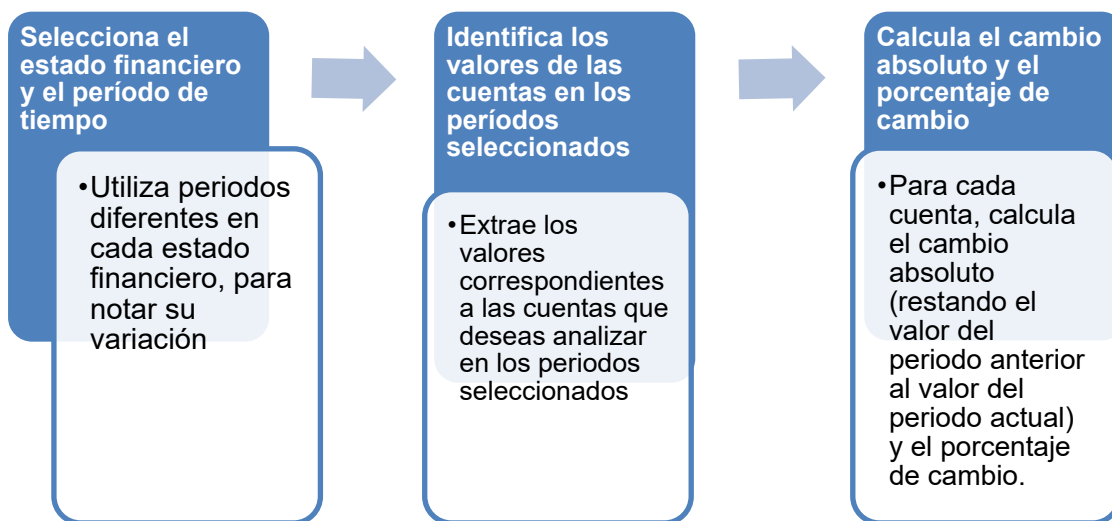 Selecciona el
estado financiero
y el período de
tiempo
•Utiliza periodos
diferentes en
cada estado
financiero, para
notar su
variación
Identifica los
valores de las
cuentas en los
períodos
seleccionados
•Extrae los
valores
correspondientes
a las cuentas que
deseas analizar
en los periodos
seleccionados
Calcula el cambio
absoluto y el
porcentaje de
cambio
•Para cada
cuenta, calcula
el cambio
absoluto
(restando el
valor del
periodo anterior
al valor del
periodo actual)
y el porcentaje
de cambio.